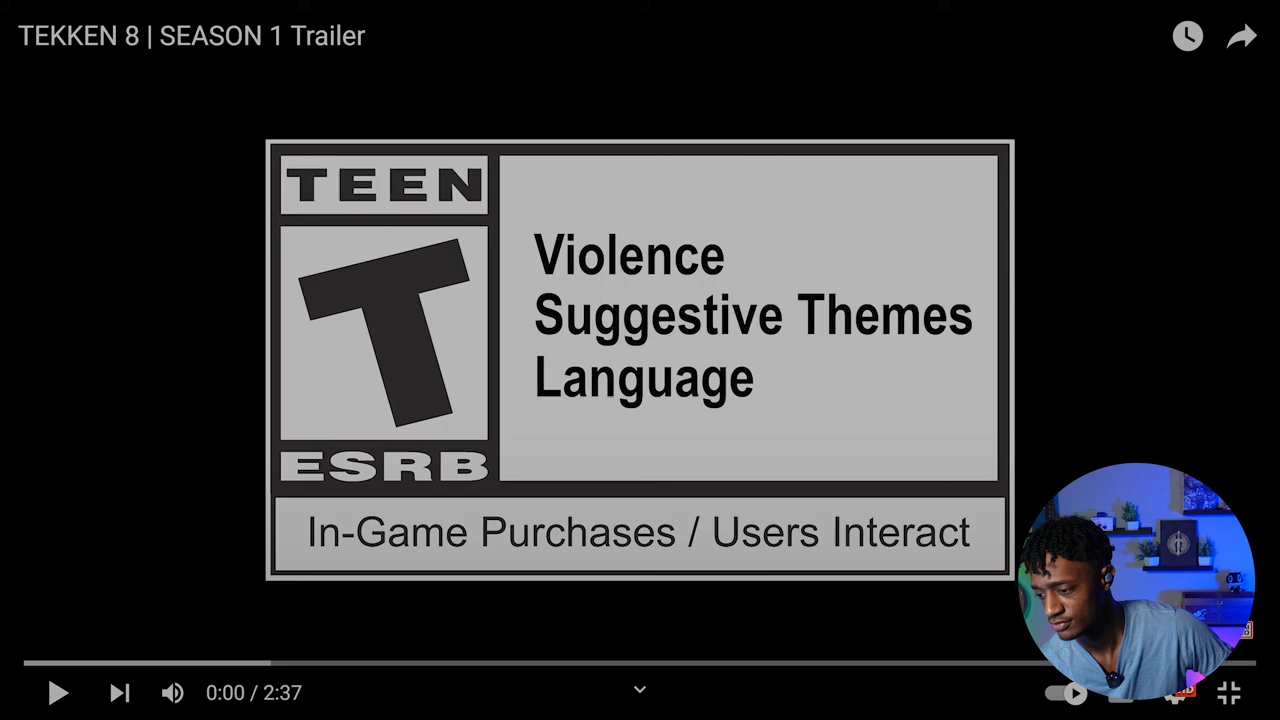 TEKKEN 8 | SEASON 1 Trailer
TEEN
T
ESRB
Violence
Suggestive Themes
Language
In-Game Purchases / Users Interact
0:00 / 2:37